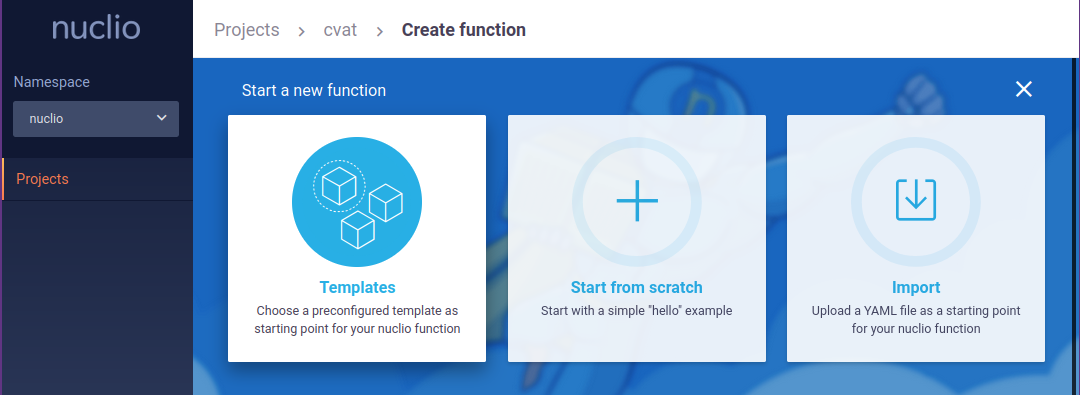 nuclio
Namespace
nuclio
Projects
Projects > cvat > Create function
Start a new function
Templates
Choose a preconfigured template as
starting point for your nuclio function
Start from scratch
Start with a simple "hello" example
Import
Upload a YAML file as a starting point
for your nuclio function